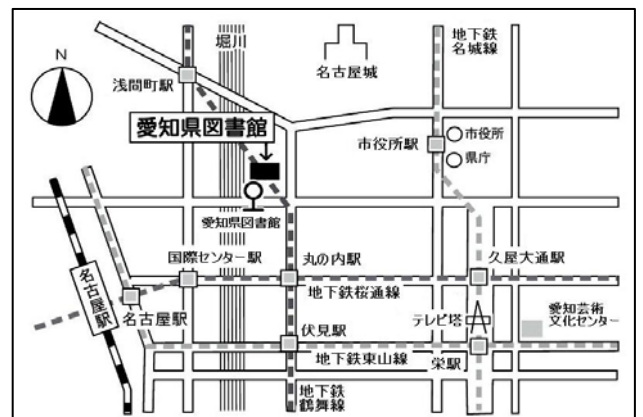 N
堀川
地下鉄
名城線
名古屋城
浅間町駅
愛知県図書館
市役所駅
市役所
県庁
愛知県図書館
国際センター駅
丸の内駅
久屋大通駅
地下鉄桜通線
名古屋駅
名古屋駅
伏見駅
テレビ塔
愛知芸術
文化センター
地下鉄東山線
栄駅
地下鉄
鶴舞線